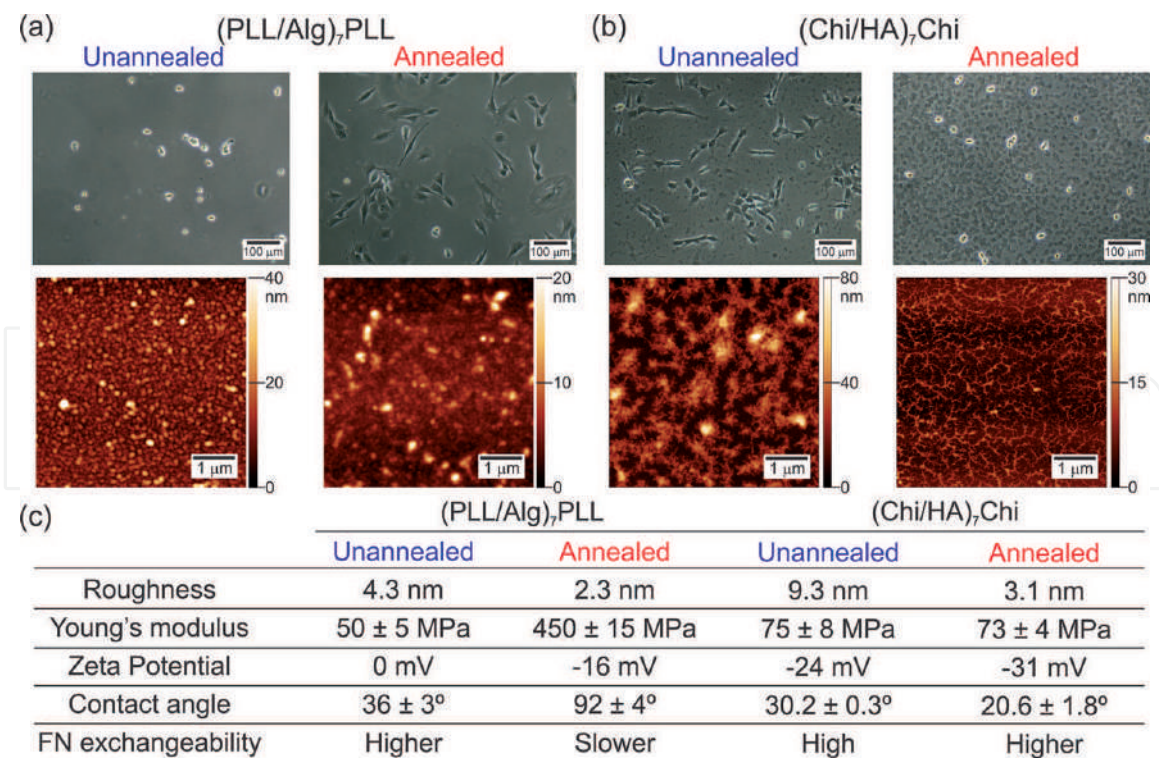 (a) (PLL/Alg)₇PLL (b) (Chi/HA)₇Chi
Unannealed Annealed Unannealed Annealed
100 μm 100 μm 100 μm 100 μm
40 20 80 30
nm nm nm nm
20 10 40 15
1 μm 1 μm 1 μm 1 μm
0 0 0 0
(c) (PLL/Alg)₇PLL (Chi/HA)₇Chi
Unannealed Annealed Unannealed Annealed
Roughness 4.3 nm 2.3 nm 9.3 nm 3.1 nm
Young's modulus 50 ± 5 MPa 450 ± 15 MPa 75 ± 8 MPa 73 ± 4 MPa
Zeta Potential 0 mV -16 mV -24 mV -31 mV
Contact angle 36 ± 3º 92 ± 4º 30.2 ± 0.3º 20.6 ± 1.8º
FN exchangeability Higher Slower High Higher